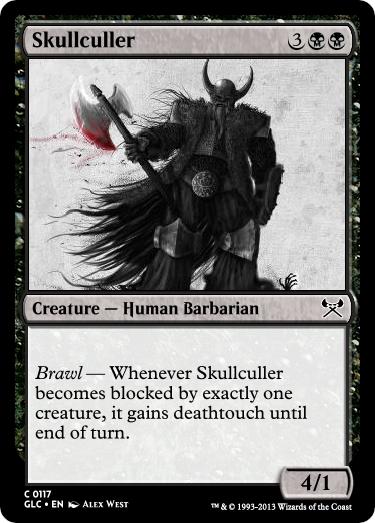 Skullculler 3
Creature — Human Barbarian
Brawl — Whenever Skullculler
becomes blocked by exactly one
creature, it gains deathtouch until
end of turn.
4/1
C 0117
GLC • EN Alex West
™ & © 1993-2013 Wizards of the Coast